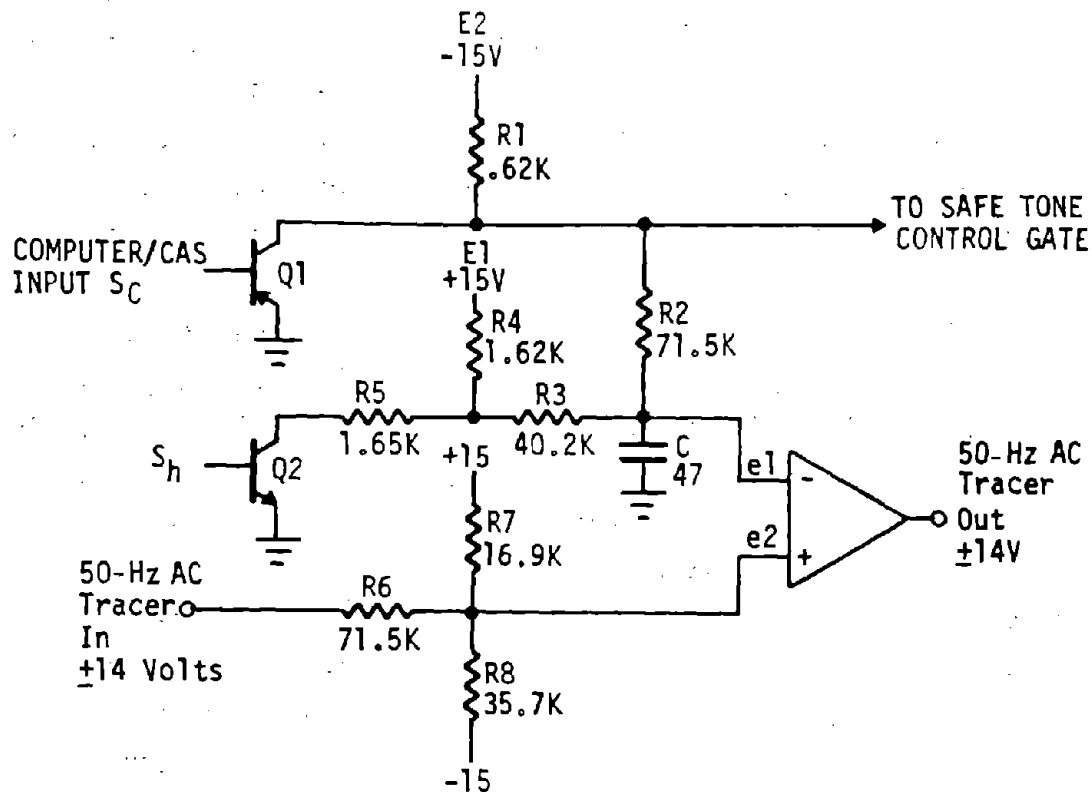 E2
-15V
R1
.62K
TO SAFE TONE
CONTROL GATE
COMPUTER/CAS
INPUT SC
Q1
E1
+15V
R4
1.62K
R2
71.5K
R5
1.65K
R3
40.2K
Sh
Q2
+15
C
47
e1
-
50-Hz AC
Tracer
Out
±14V
R7
16.9K
e2
+
50-Hz AC
Tracer
In
±14 Volts
R6
71.5K
R8
35.7K
-15